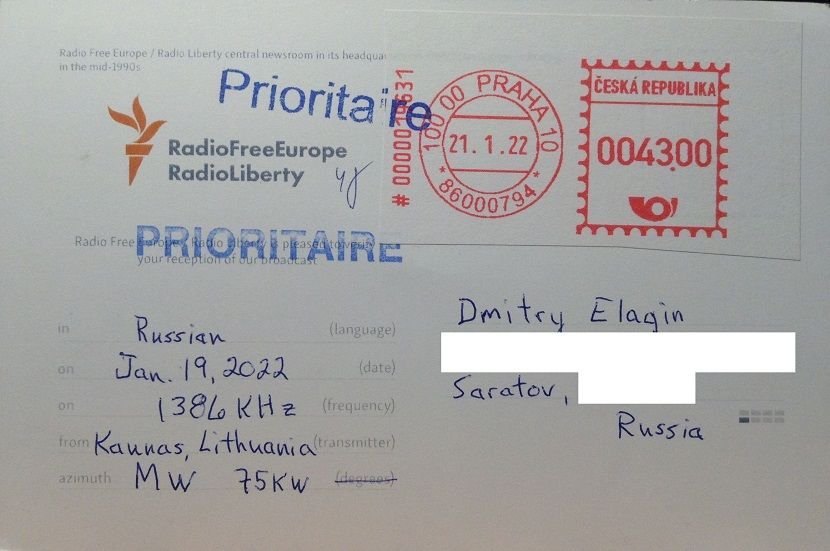 Radio Free Europe / Radio Liberty central newsroom in its headqua
in the mid-1990s
Prioritaire
# 0000019631
100 00 PRAHA 10
21.1.22
* 86000794 *
ČESKÁ REPUBLIKA
004300
RadioFreeEurope
RadioLiberty
PRIORITAIRE
Radio Free Europe / Radio Liberty is pleased to verify
your reception of our broadcast
in Russian (language)
on Jan. 19, 2022 (date)
on 1386 KHz (frequency)
from Kaunas, Lithuania (transmitter)
azimuth MW 75KW (degrees)
Dmitry Elagin
Saratov,
Russia